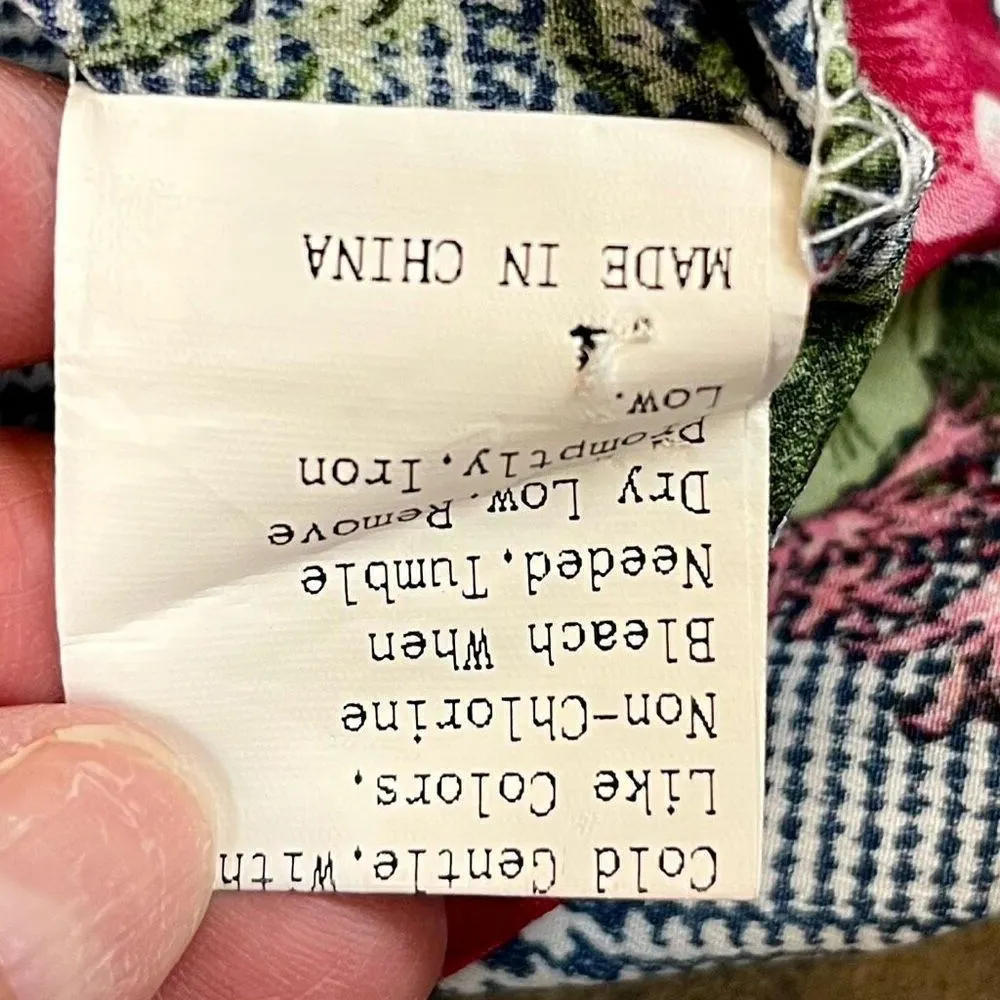 Cold Gentle,With
Like Colors,
Non-Chlorine
Bleach When
Needed.Tumble
Dry Low.Remove
promptly.Iron
Low.
MADE IN CHINA